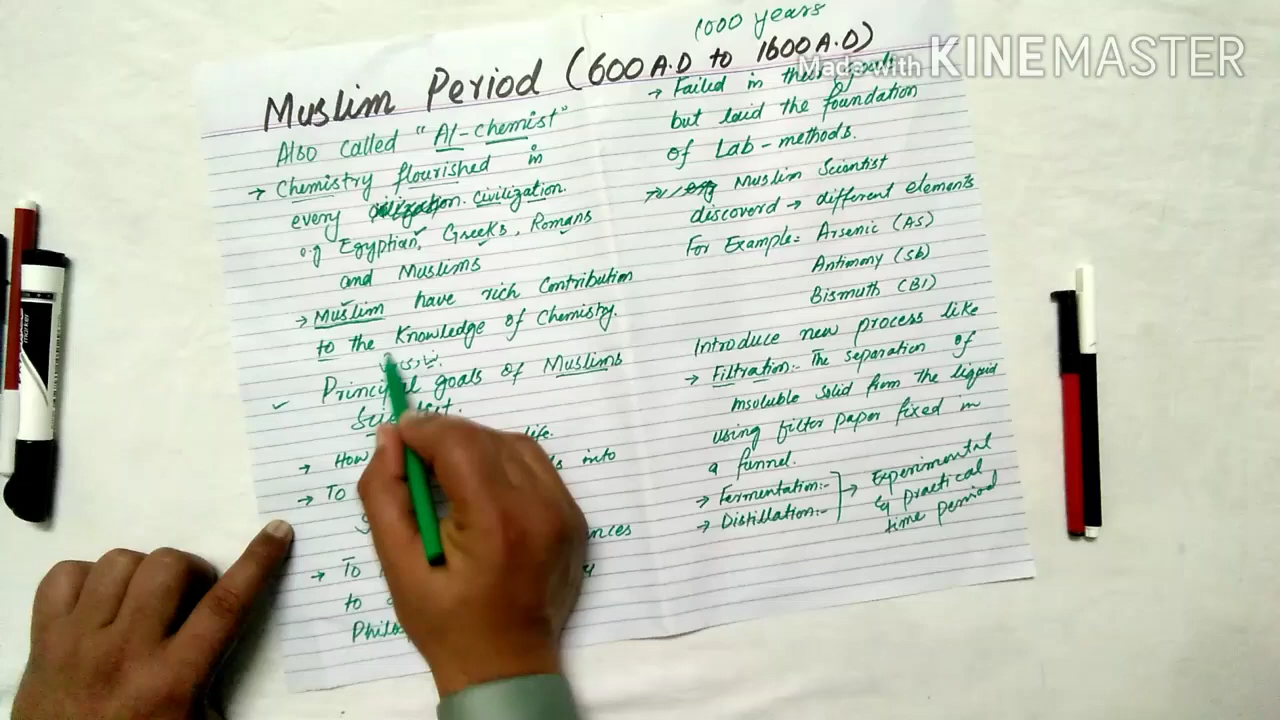 1000 years
Muslim Period (600 A.D to 1600 A.D)
Made with KINEMASTER
Also called "Al-chemist"
→ Chemistry flourished in
every civilization.
e.g Egyptian, Greeks, Romans
and Muslims
→ Muslim have rich Contribution
to the Knowledge of Chemistry.
بنیادی
✓ Principal goals of Muslims
→ How life.
→ To into
nces
→ To
to
→ Failed in their goals
but laid the foundation
of Lab-methods.
Muslim Scientist
discoverd → different elements
For Example = Arsenic (AS)
Antimony (Sb)
Bismuth (BI)
Introduce new process like
→ Filtration:- The separation of
insoluble solid from the liquid
using filter paper fixed in
a funnel.
→ Fermentation:-
→ Distillation:-
→ Experimental
& practical
time period